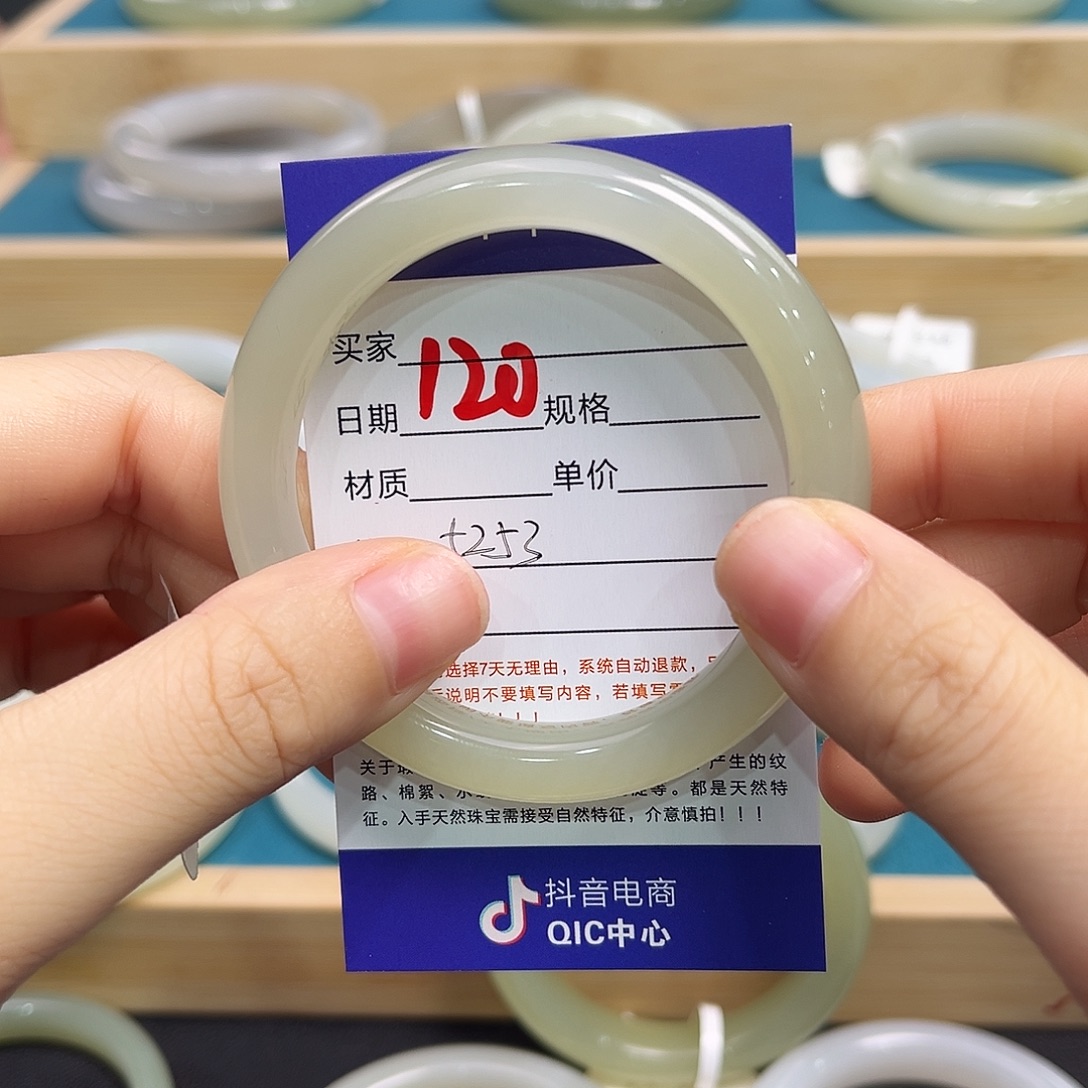 买家
120
日期 规格
材质 单价
5253
选择7天无理由，系统自动退款，
说明不要填写内容，若填写
！！！
关于 产生的纹
路、棉絮、 等。都是天然特
征。入手天然珠宝需接受自然特征，介意慎拍！！！
抖音电商
QIC中心